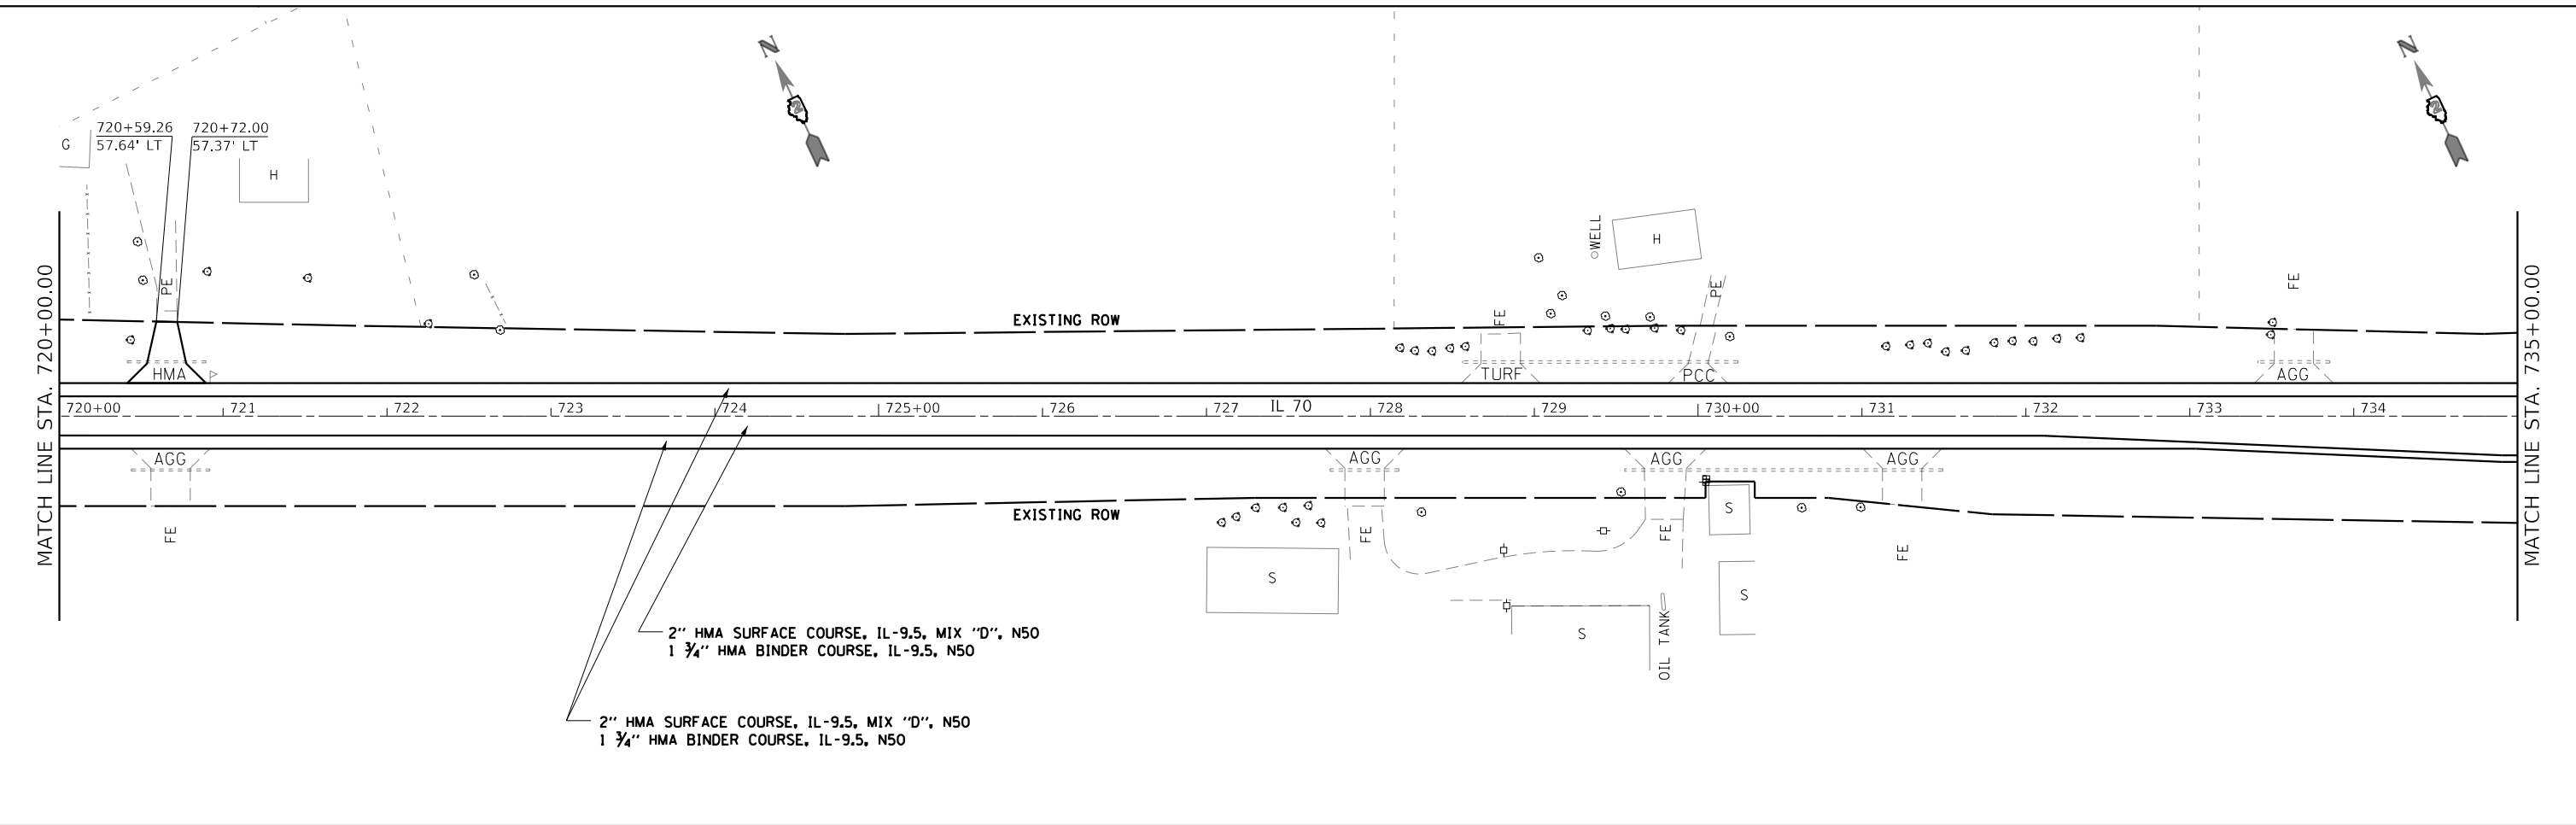 N
N
2
2
720+59.26
57.64' LT
720+72.00
57.37' LT
G
H
PE
WELL
H
FE
PE
FE
MATCH LINE STA. 720+00.00
MATCH LINE STA. 735+00.00
EXISTING ROW
HMA
TURF
PCC
AGG
720+00
721
722
723
724
725+00
726
727
IL 70
728
729
730+00
731
732
733
734
AGG
AGG
AGG
AGG
EXISTING ROW
FE
FE
FE
FE
S
S
S
S
OIL TANK
2" HMA SURFACE COURSE, IL-9.5, MIX "D", N50
1 3/4" HMA BINDER COURSE, IL-9.5, N50
2" HMA SURFACE COURSE, IL-9.5, MIX "D", N50
1 3/4" HMA BINDER COURSE, IL-9.5, N50